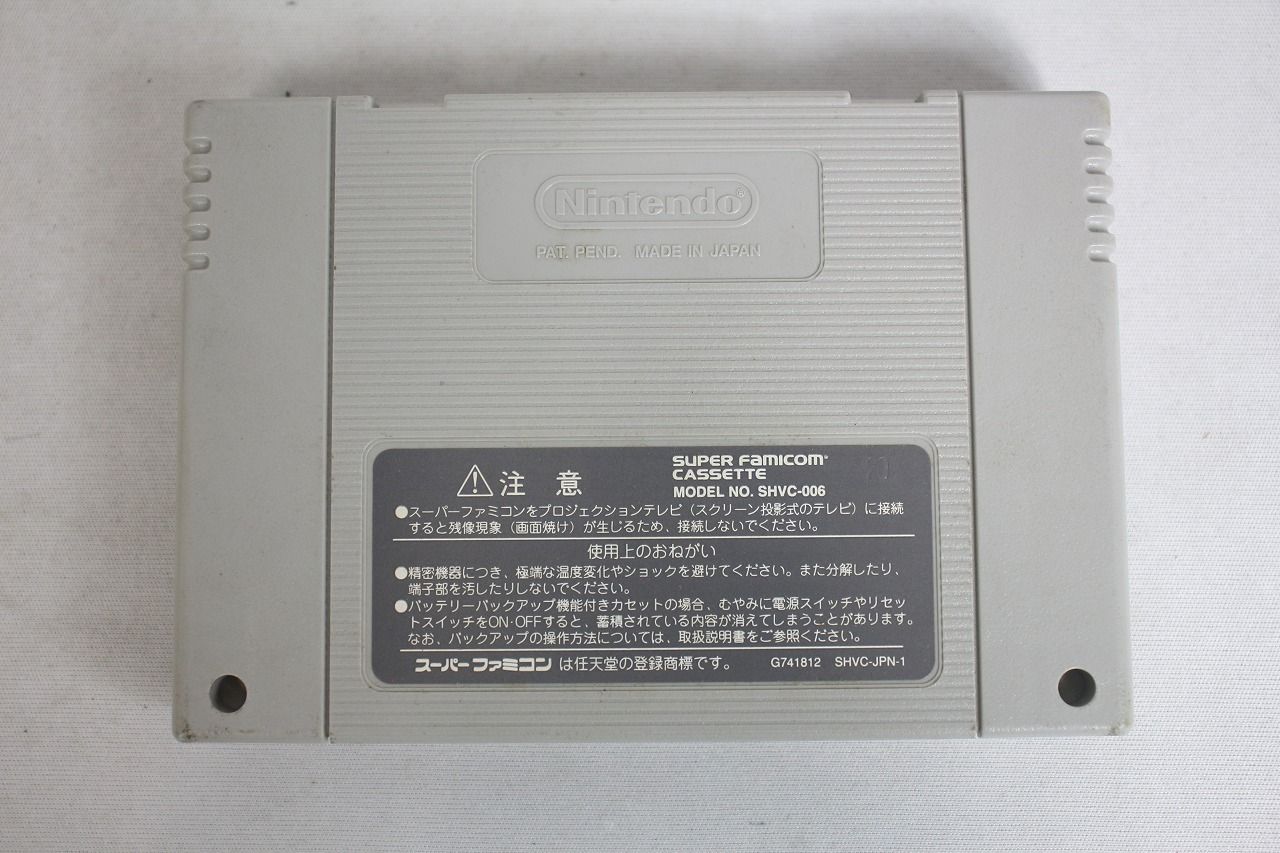 Nintendo®
PAT. PEND. MADE IN JAPAN
注意
SUPER FAMICOM®
CASSETTE
MODEL NO. SHVC-006
●スーパーファミコンをプロジェクションテレビ（スクリーン投影式のテレビ）に接続
すると残像現象（画面焼け）が生じるため、接続しないでください。
使用上のおねがい
●精密機器につき、極端な温度変化やショックを避けてください。また分解したり、
端子部を汚したりしないでください。
●バッテリーバックアップ機能付きカセットの場合、むやみに電源スイッチやリセッ
トスイッチをON・OFFすると、蓄積されている内容が消えてしまうことがあります。
なお、バックアップの操作方法については、取扱説明書をご参照ください。
スーパーファミコンは任天堂の登録商標です。 G741812 SHVC-JPN-1